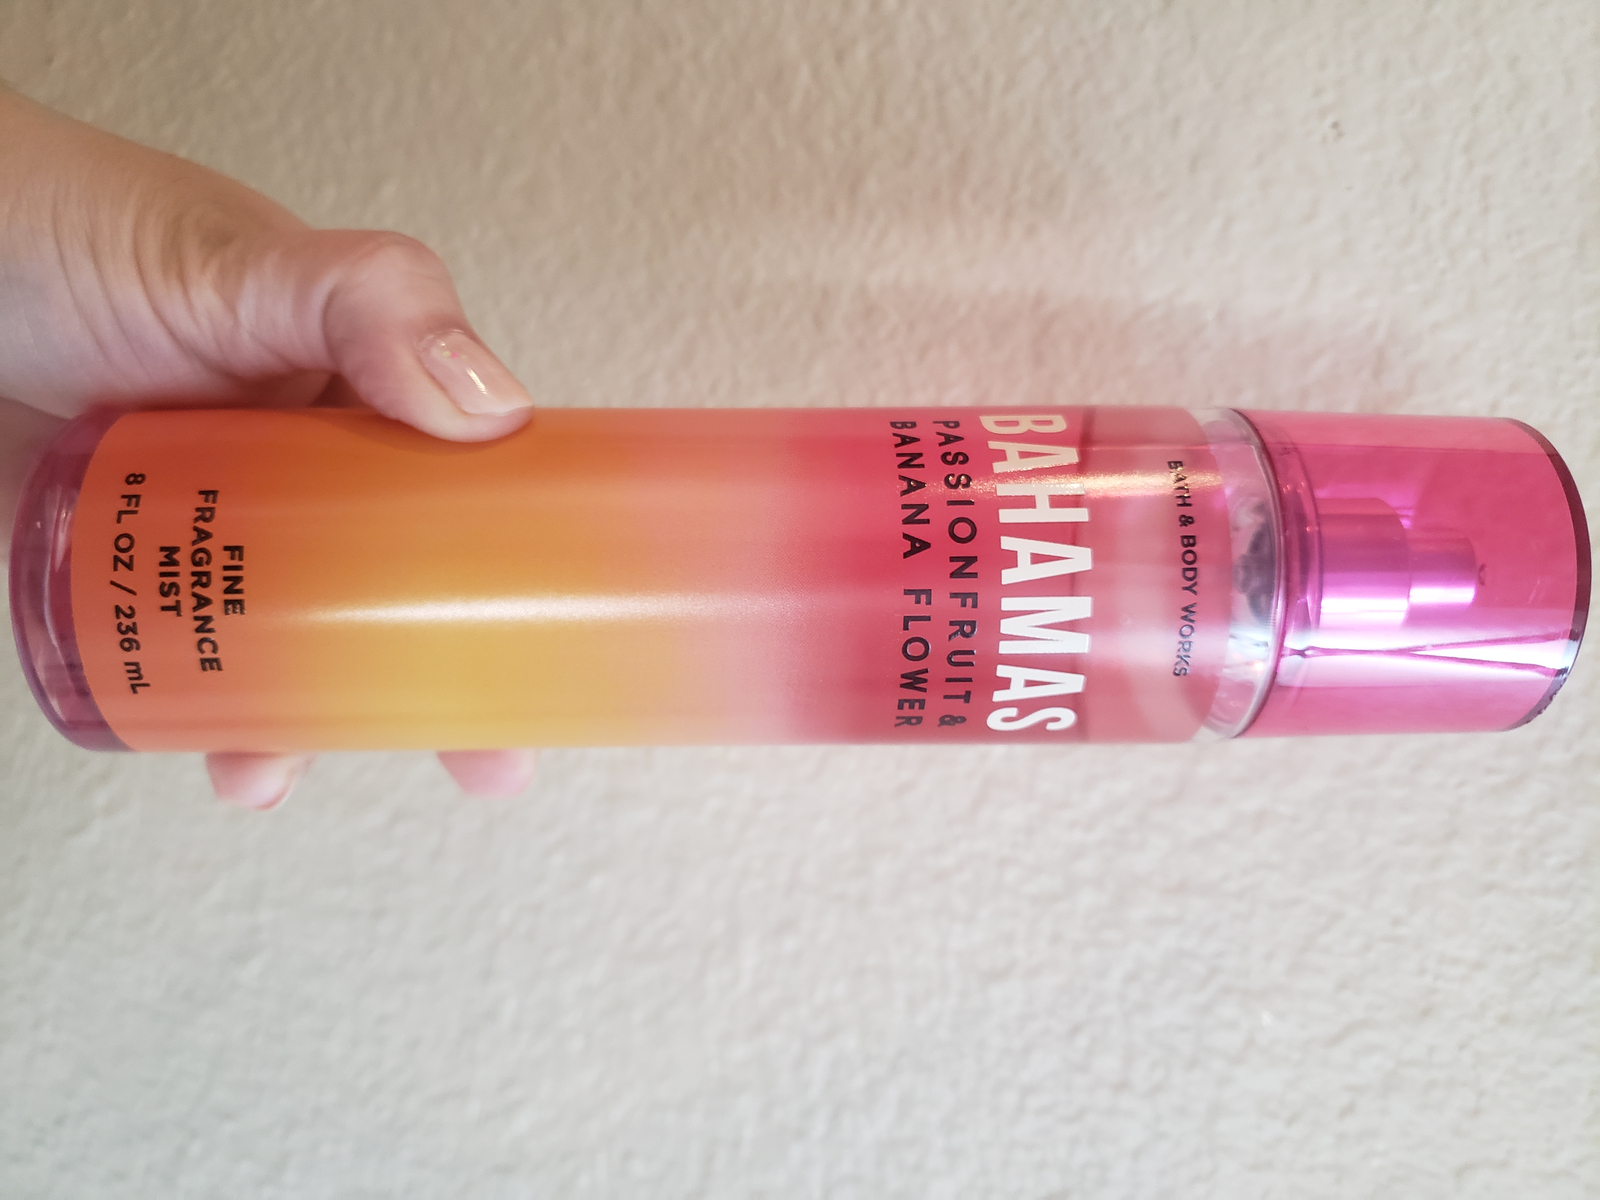 BATH & BODY WORKS
BAHAMAS
PASSIONFRUIT &
BANANA FLOWER
FINE
FRAGRANCE
MIST
8 FL OZ / 236 mL